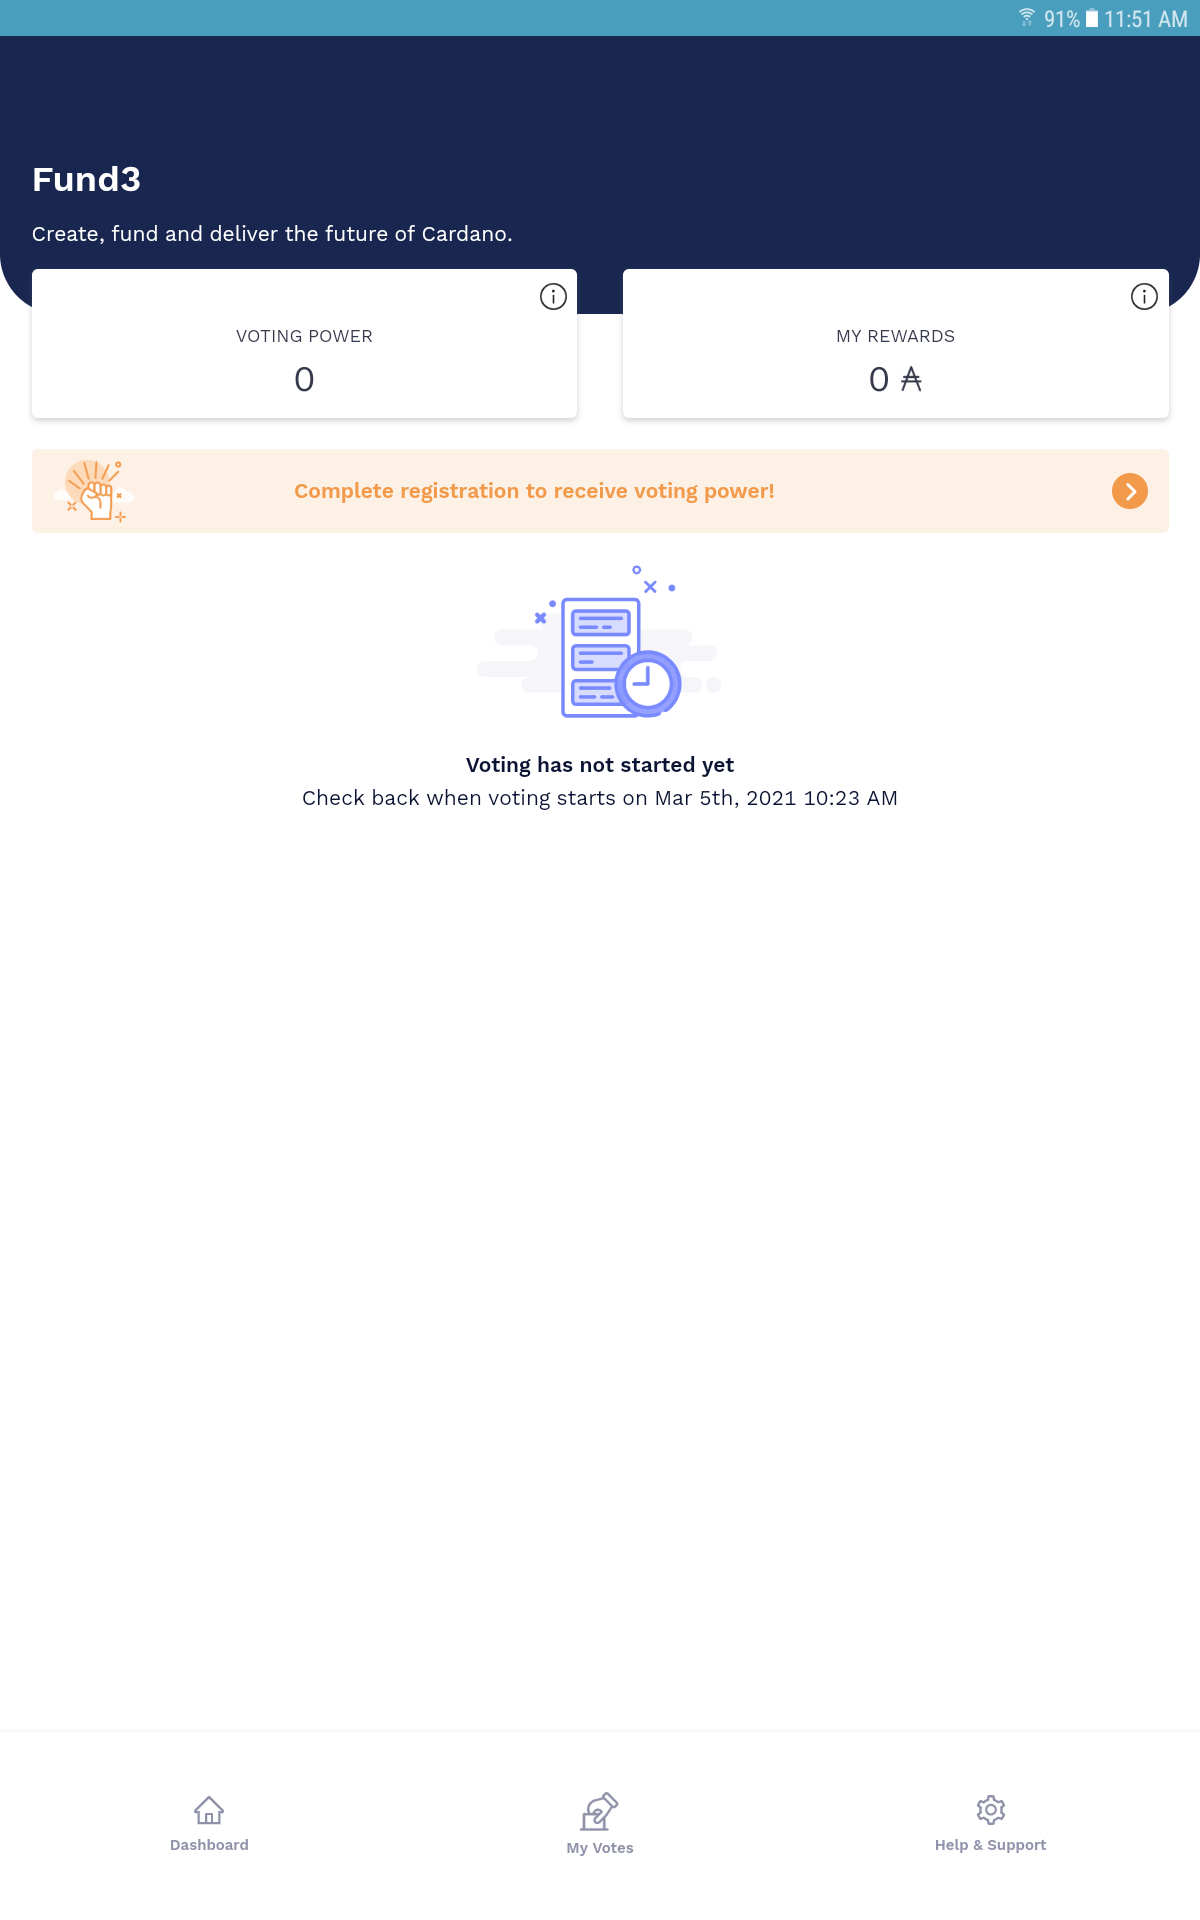 91% 11:51 AM
Fund3
Create, fund and deliver the future of Cardano.
VOTING POWER
0
MY REWARDS
0 ₳
Complete registration to receive voting power!
Voting has not started yet
Check back when voting starts on Mar 5th, 2021 10:23 AM
Dashboard
My Votes
Help & Support